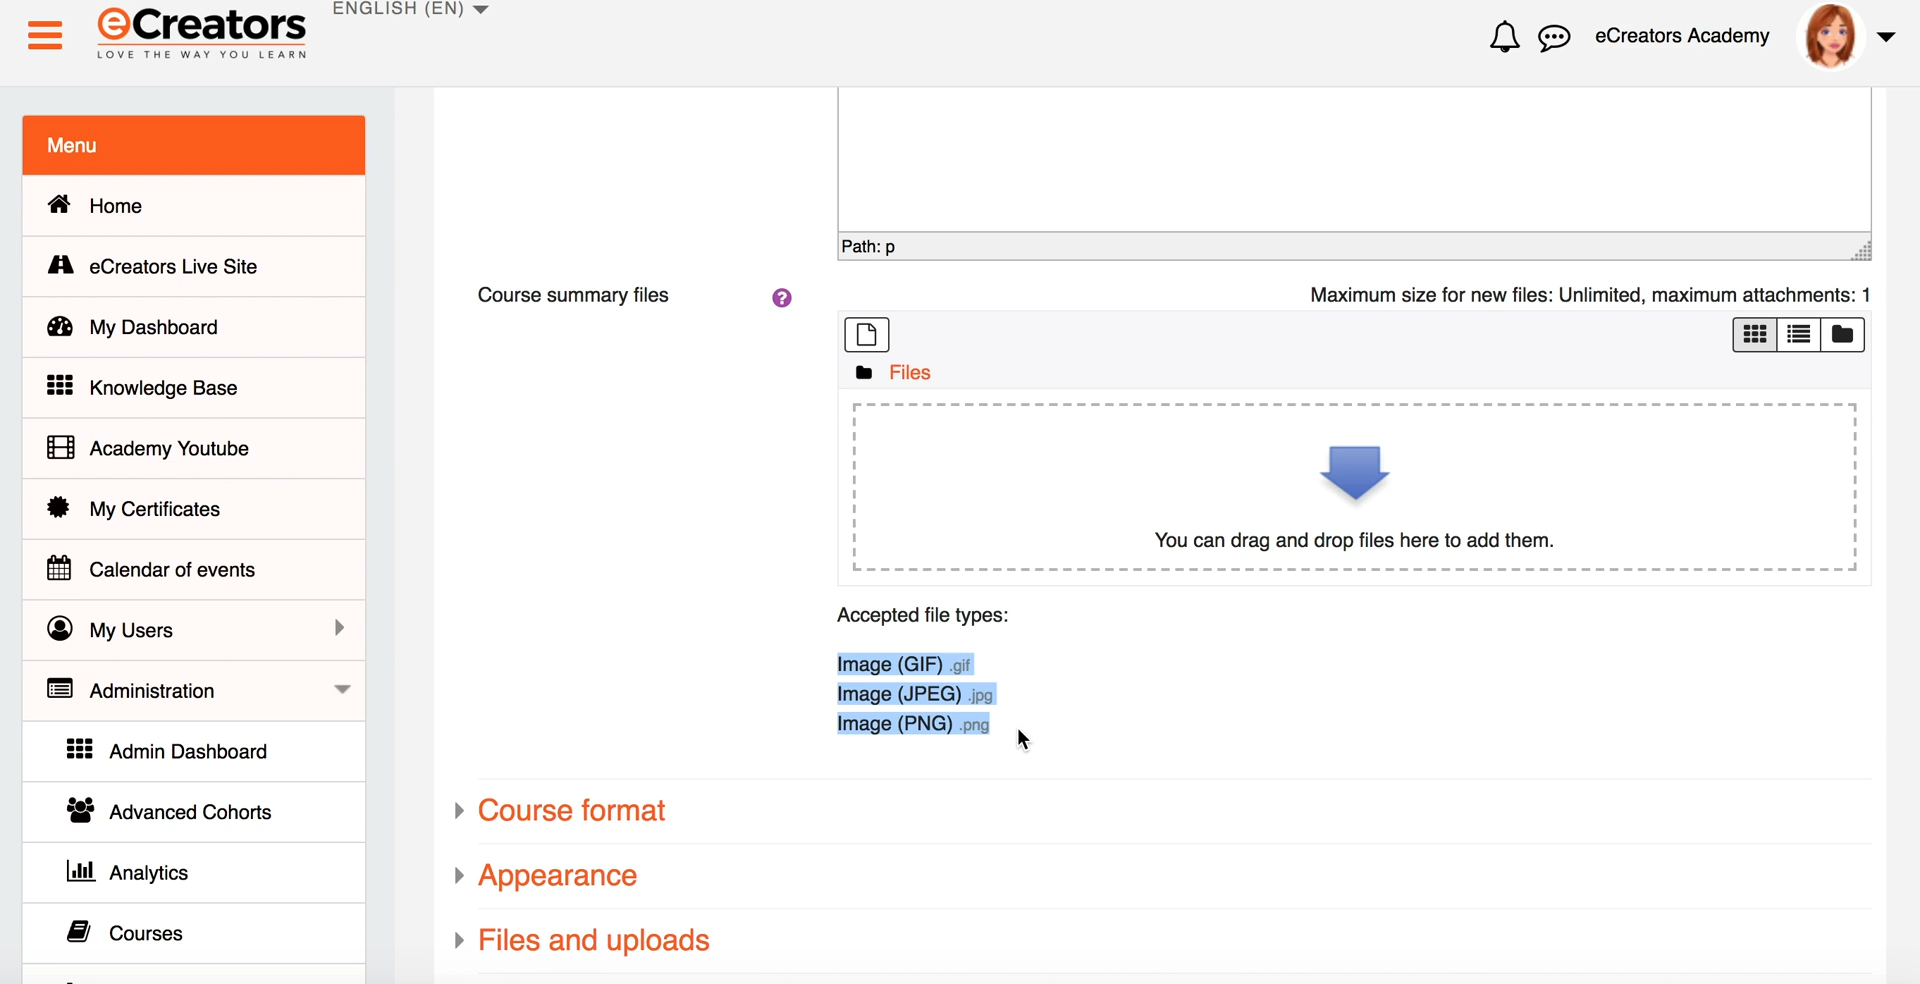 ENGLISH (EN)
eCreators
LOVE THE WAY YOU LEARN
eCreators Academy
Menu
Home
eCreators Live Site
My Dashboard
Knowledge Base
Academy Youtube
My Certificates
Calendar of events
My Users
Administration
Admin Dashboard
Advanced Cohorts
Analytics
Courses
Path: p
Course summary files
?
Maximum size for new files: Unlimited, maximum attachments: 1
Files
You can drag and drop files here to add them.
Accepted file types:
Image (GIF) .gif
Image (JPEG) .jpg
Image (PNG) .png
Course format
Appearance
Files and uploads